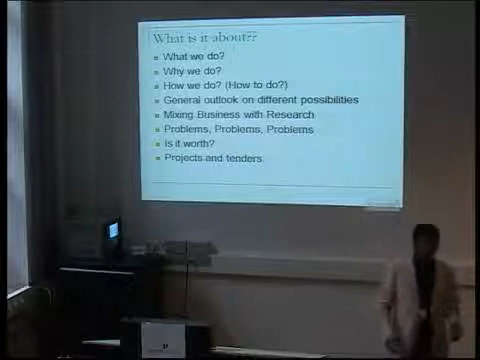 What is it about??
What we do?
Why we do?
How we do? (How to do?)
General outlook on different possibilities
Mixing Business with Research
Problems, Problems, Problems
Is it worth?
Projects and tenders